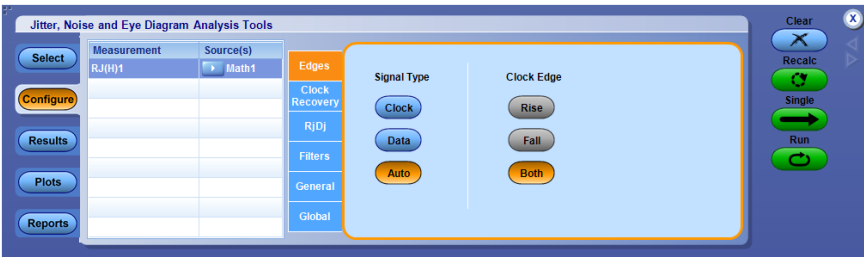 Jitter, Noise and Eye Diagram Analysis Tools
Clear
X
Select
Measurement Source(s)
RJ(H)1 Math1
Edges
Clock
Recovery
RjDj
Filters
General
Global
Signal Type
Clock
Data
Auto
Clock Edge
Rise
Fall
Both
Configure
Results
Plots
Reports
Recalc
Single
Run